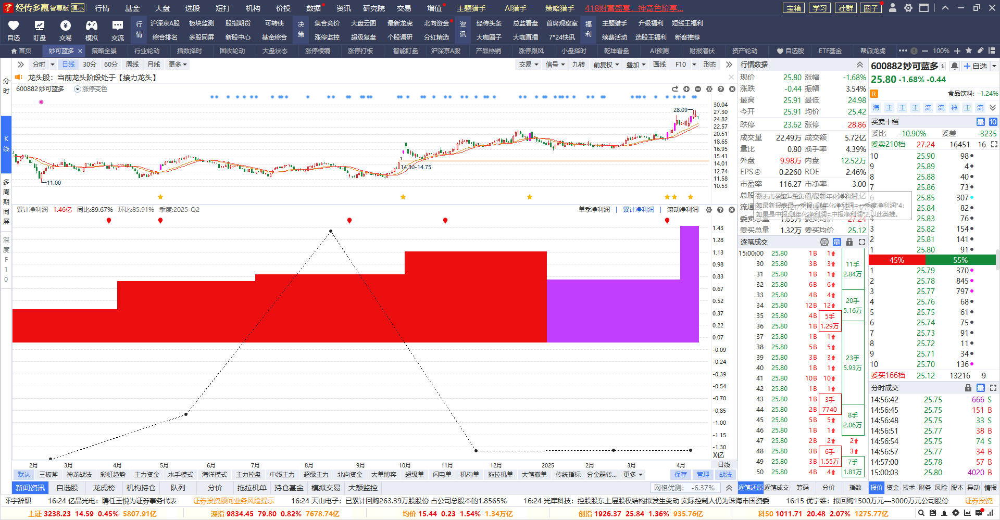 经传多赢 智尊版 演示 行情 基金 大盘 选股 短打 机构 价投 数据 资讯 研究院 交易 增值 主题猎手 AI猎手 策略猎手 418财富盛宴，神奇色阶享... 宝箱 学习 社群 圈子
自选 盯盘 交易 模拟 交流
行情 沪深京A股 板块监测 股指期货 可转债 决策 集合竞价 大盘云图 最新龙虎 北向资金 资讯 经传头条 总监看盘 首席观察室 福利 主题猎手 升级福利 短线王福利
综合排名 多股同屏 新股中心 基金综合 涨停监控 超级复盘 个股调研 分红精选 大咖圈子 大咖直播 7*24快讯 续费活动 选股王福利 新客推荐
首页 妙可蓝多 策略全景 行业轮动 指数择时 固收轮动 大盘状态 涨停棱镜 涨停打板 智能盯盘 沪深京A股 产品热销 涨停跟风 小盘择时 乾坤看盘 AI预测 财报潜伏 资产轮动 自选股 ETF基金 帮派龙虎 100%
分时
K线
多周期同屏
深度F10
分时 日线 30分 60分 周线 月线 更多 交易 信号 九转 前复权 叠加 画线 F10 形态
龙头股：当前龙头阶段处于【接力龙头】
600882妙可蓝多 涨停变色
28.09
14.30-14.75
11.00
30.04
27.30
24.82
22.57
20.51
18.65
16.95
15.41
14.01
12.74
11.58
10.53
累计净利润 1.46亿 同比:89.67% 环比:85.91% 季度:2025-Q2 单季净利润 累计净利润 滚动净利润
1.43
1.28
1.13
0.98
0.83
0.67
0.52
0.37
0.22
0.07
-0.09
-0.24
-0.39
-0.54
-0.70
-0.85
-1.00
-1.15
-1.30
X亿
2月 3月 4月 5月 6月 7月 8月 9月 10月 11月 12月 2025 2月 3月 4月 日线
默认 三板斧 神龙战法 彩虹趋势 主力资金 水手模式 海洋模式 主力控盘 中线主力 超级主力 北向资金 大单博弈 超级单 闪电单 机构单 拖拉机单 大笔撤单 传统指标 分金弱转... 更多 保存 管理 战法
新闻资讯 自选股 龙虎榜 机构持仓 队列 分价 拖拉机单 持仓基金 模拟交易 大额监控 网格优测: -6.37%
行情数据
现价 25.80 涨幅 -1.68%
涨跌 -0.44 振幅 3.54%
最高 25.91 最低 24.98
今开 25.91 均价 25.42
跌停 23.62 涨停 28.86
成交量 22.49万 成交额 5.72亿
量比 0.80 换手率 4.39%
外盘 9.98万 内盘 12.52万
EPS④ 0.2260 ROE 2.46%
市盈率 116.27 市净率 3.00
动态市盈率=总市值/最新年化净利润。
如最新报表是一季报: 则年化净利润=一季度净利润*4;
如果是中报:则年化净利润=中报净利润*2,以此类推。
委买总量 1.32万 委买均价 25.12
逐笔成交
15:00:00 25.80 1B 1
30 25.80 3B 3
31 25.80 1B 1
32 25.80 6B 6
33 25.80 4B 4
34 25.80 12B 12
35 25.80 4B 5手
36 25.80 1B 1.29万
37 25.80 1B 1
38 25.80 5B 5
39 25.80 3B 3
40 25.80 1B 1
41 25.80 10B 10
42 25.80 1B 1
43 25.80 1B 3手
44 25.80 2B 7740
45 25.80 5B 5
46 25.80 1B 1
47 25.80 2B 2 2
48 25.80 3B 6手 3
49 25.80 3B 1.55万
50 25.80 4B 4
11手
2.84万
20手
5.16万
23手
5.93万
8手
2.06万
7手
1.81万
逐笔还原 逐笔成交 筹码 分价 指数
600882妙可蓝多 自选
25.80 -1.68% -0.44
R 食品饮料: -1.24%
海 主 主 主 流 流 神 主 流
买卖十档 量 10
委比 -10.90% 委差 -3235
委卖210档 27.24 16451 16
10 25.90 98
9 25.89 4
8 25.88 40
7 25.86 73
6 25.85 307
25.84 82
25.83 76
3 25.82 154
2 25.81 141
1 25.80 91
45% 55%
1 25.79 370
2 25.78 845
3 25.77 797
4 25.76 68
5 25.75 61
6 25.74 75
7 25.73 91
8 25.72 11
9 25.71 34
10 25.70 136
委买166档 25.12 13216 9
分时成交 量
14:56:42 25.75 666 S
14:56:45 25.75 151 B
14:56:48 25.75 33 S
14:56:51 25.77 38 B
14:56:54 25.75 74 S
14:56:57 25.77 34 B
14:57:00 25.78 57 B
15:00:03 25.80 4020 B
报价 资金 技术 财务 风险 股本 异动 情报
环宇辞职 16:24 亿晶光电：聘任王悦为证券事务代表 证券投资顾问业务风险提示 16:24 天山电子：已累计回购263.39万股股份 占公司总股本的1.8565% 16:24 光库科技：控股股东上层股权结构拟发生变动 实际控制人仍为珠海市国资委 16:15 优宁维：拟回购1500万元—3000万元公司股份 证券投资
上证 3238.23 14.59 0.45% 5807.91亿 深指 9834.45 79.80 0.82% 7678.74亿 均价 15.44 0.23 1.54% 1.34万亿 创指 1926.37 25.84 1.36% 935.76亿 科50 1011.71 20.48 2.07% 1275.77亿